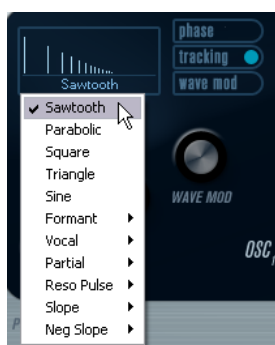 phase
tracking
wave mod
Sawtooth
Sawtooth
Parabolic
Square
Triangle
Sine
Formant
Vocal
Partial
Reso Pulse
Slope
Neg Slope
WAVE MOD
OSC
P